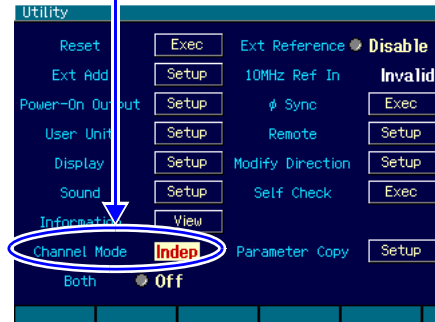 Utility
Reset Exec Ext Reference Disable
Ext Add Setup 10MHz Ref In Invalid
Power-On Output Setup ø Sync Exec
User Unit Setup Remote Setup
Display Setup Modify Direction Setup
Sound Setup Self Check Exec
Information View
Channel Mode Indep Parameter Copy Setup
Both Off